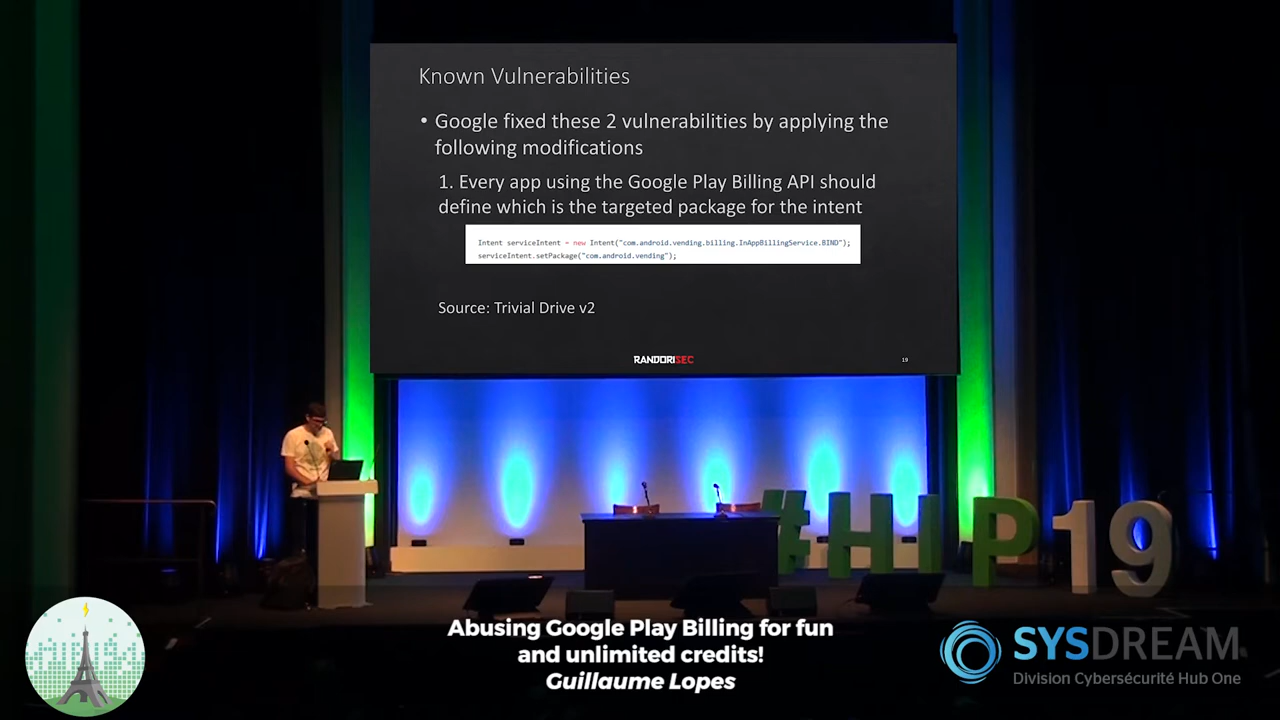 Known Vulnerabilities
• Google fixed these 2 vulnerabilities by applying the
following modifications
1. Every app using the Google Play Billing API should
define which is the targeted package for the intent
Intent serviceIntent = new Intent("com.android.vending.billing.InAppBillingService.BIND");
serviceIntent.setPackage("com.android.vending");
Source: Trivial Drive v2
RANDORISEC
19
#HIP19
Abusing Google Play Billing for fun
and unlimited credits!
Guillaume Lopes
SYSDREAM
Division Cybersécurité Hub One